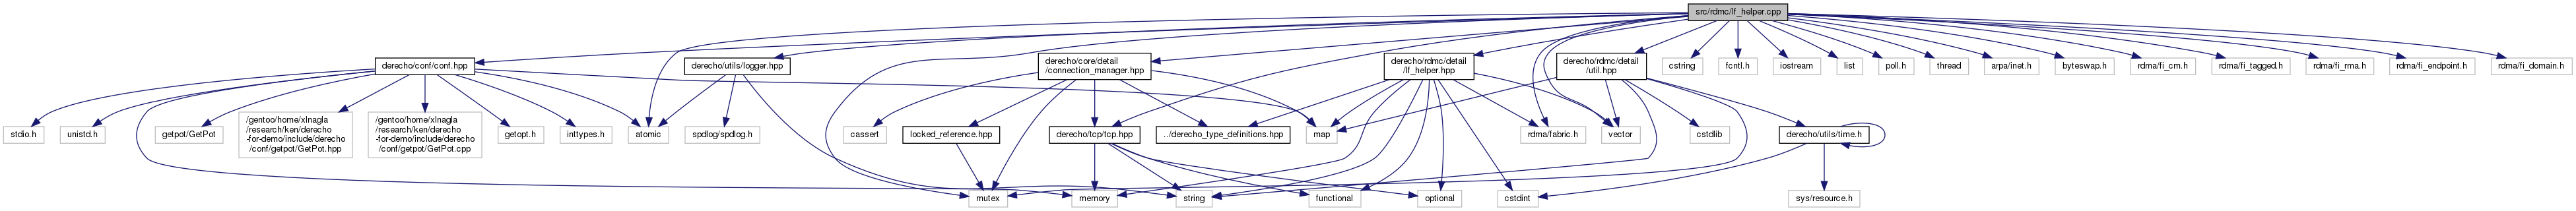 src/rdmc/lf_helper.cpp
derecho/conf/conf.hpp
derecho/utils/logger.hpp
derecho/core/detail
/connection_manager.hpp
derecho/rdmc/detail
/lf_helper.hpp
derecho/rdmc/detail
/util.hpp
cstring
fcntl.h
iostream
list
poll.h
thread
arpa/inet.h
byteswap.h
rdma/fi_cm.h
rdma/fi_tagged.h
rdma/fi_rma.h
rdma/fi_endpoint.h
rdma/fi_domain.h
stdio.h
unistd.h
getpot/GetPot
/gentoo/home/xlnagla
/research/ken/derecho
-for-demo/include/derecho
/conf/getpot/GetPot.hpp
/gentoo/home/xlnagla
/research/ken/derecho
-for-demo/include/derecho
/conf/getpot/GetPot.cpp
getopt.h
inttypes.h
atomic
spdlog/spdlog.h
cassert
locked_reference.hpp
derecho/tcp/tcp.hpp
../derecho_type_definitions.hpp
map
rdma/fabric.h
vector
cstdlib
derecho/utils/time.h
mutex
memory
string
functional
optional
cstdint
sys/resource.h